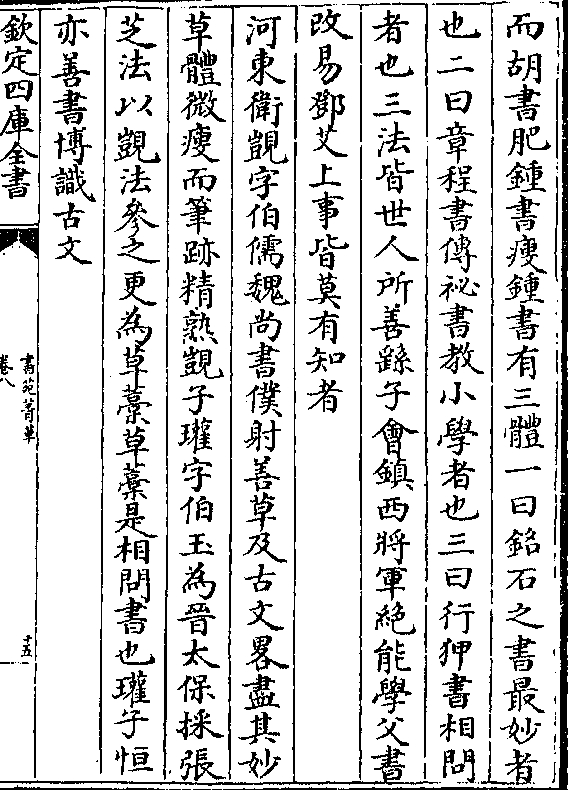 而胡書肥鍾書瘦鍾書有三體一曰銘石之書最妙者
也二曰章程書傳祕書教小學者也三曰行狎書相問
者也三法皆世人所善繇子會鎮西將軍絶能學父書
改易鄧艾上事皆莫有知者
河東衛覬字伯儒魏尚書僕射善草及古文畧盡其妙
草體微瘦而筆跡精熟覬子瓘字伯玉為晉太保採張
芝法以覬法參之更為草藁草藁是相問書也瓘子恒
亦善書博識古文
欽定四庫全書
書苑菁華
卷八
十五